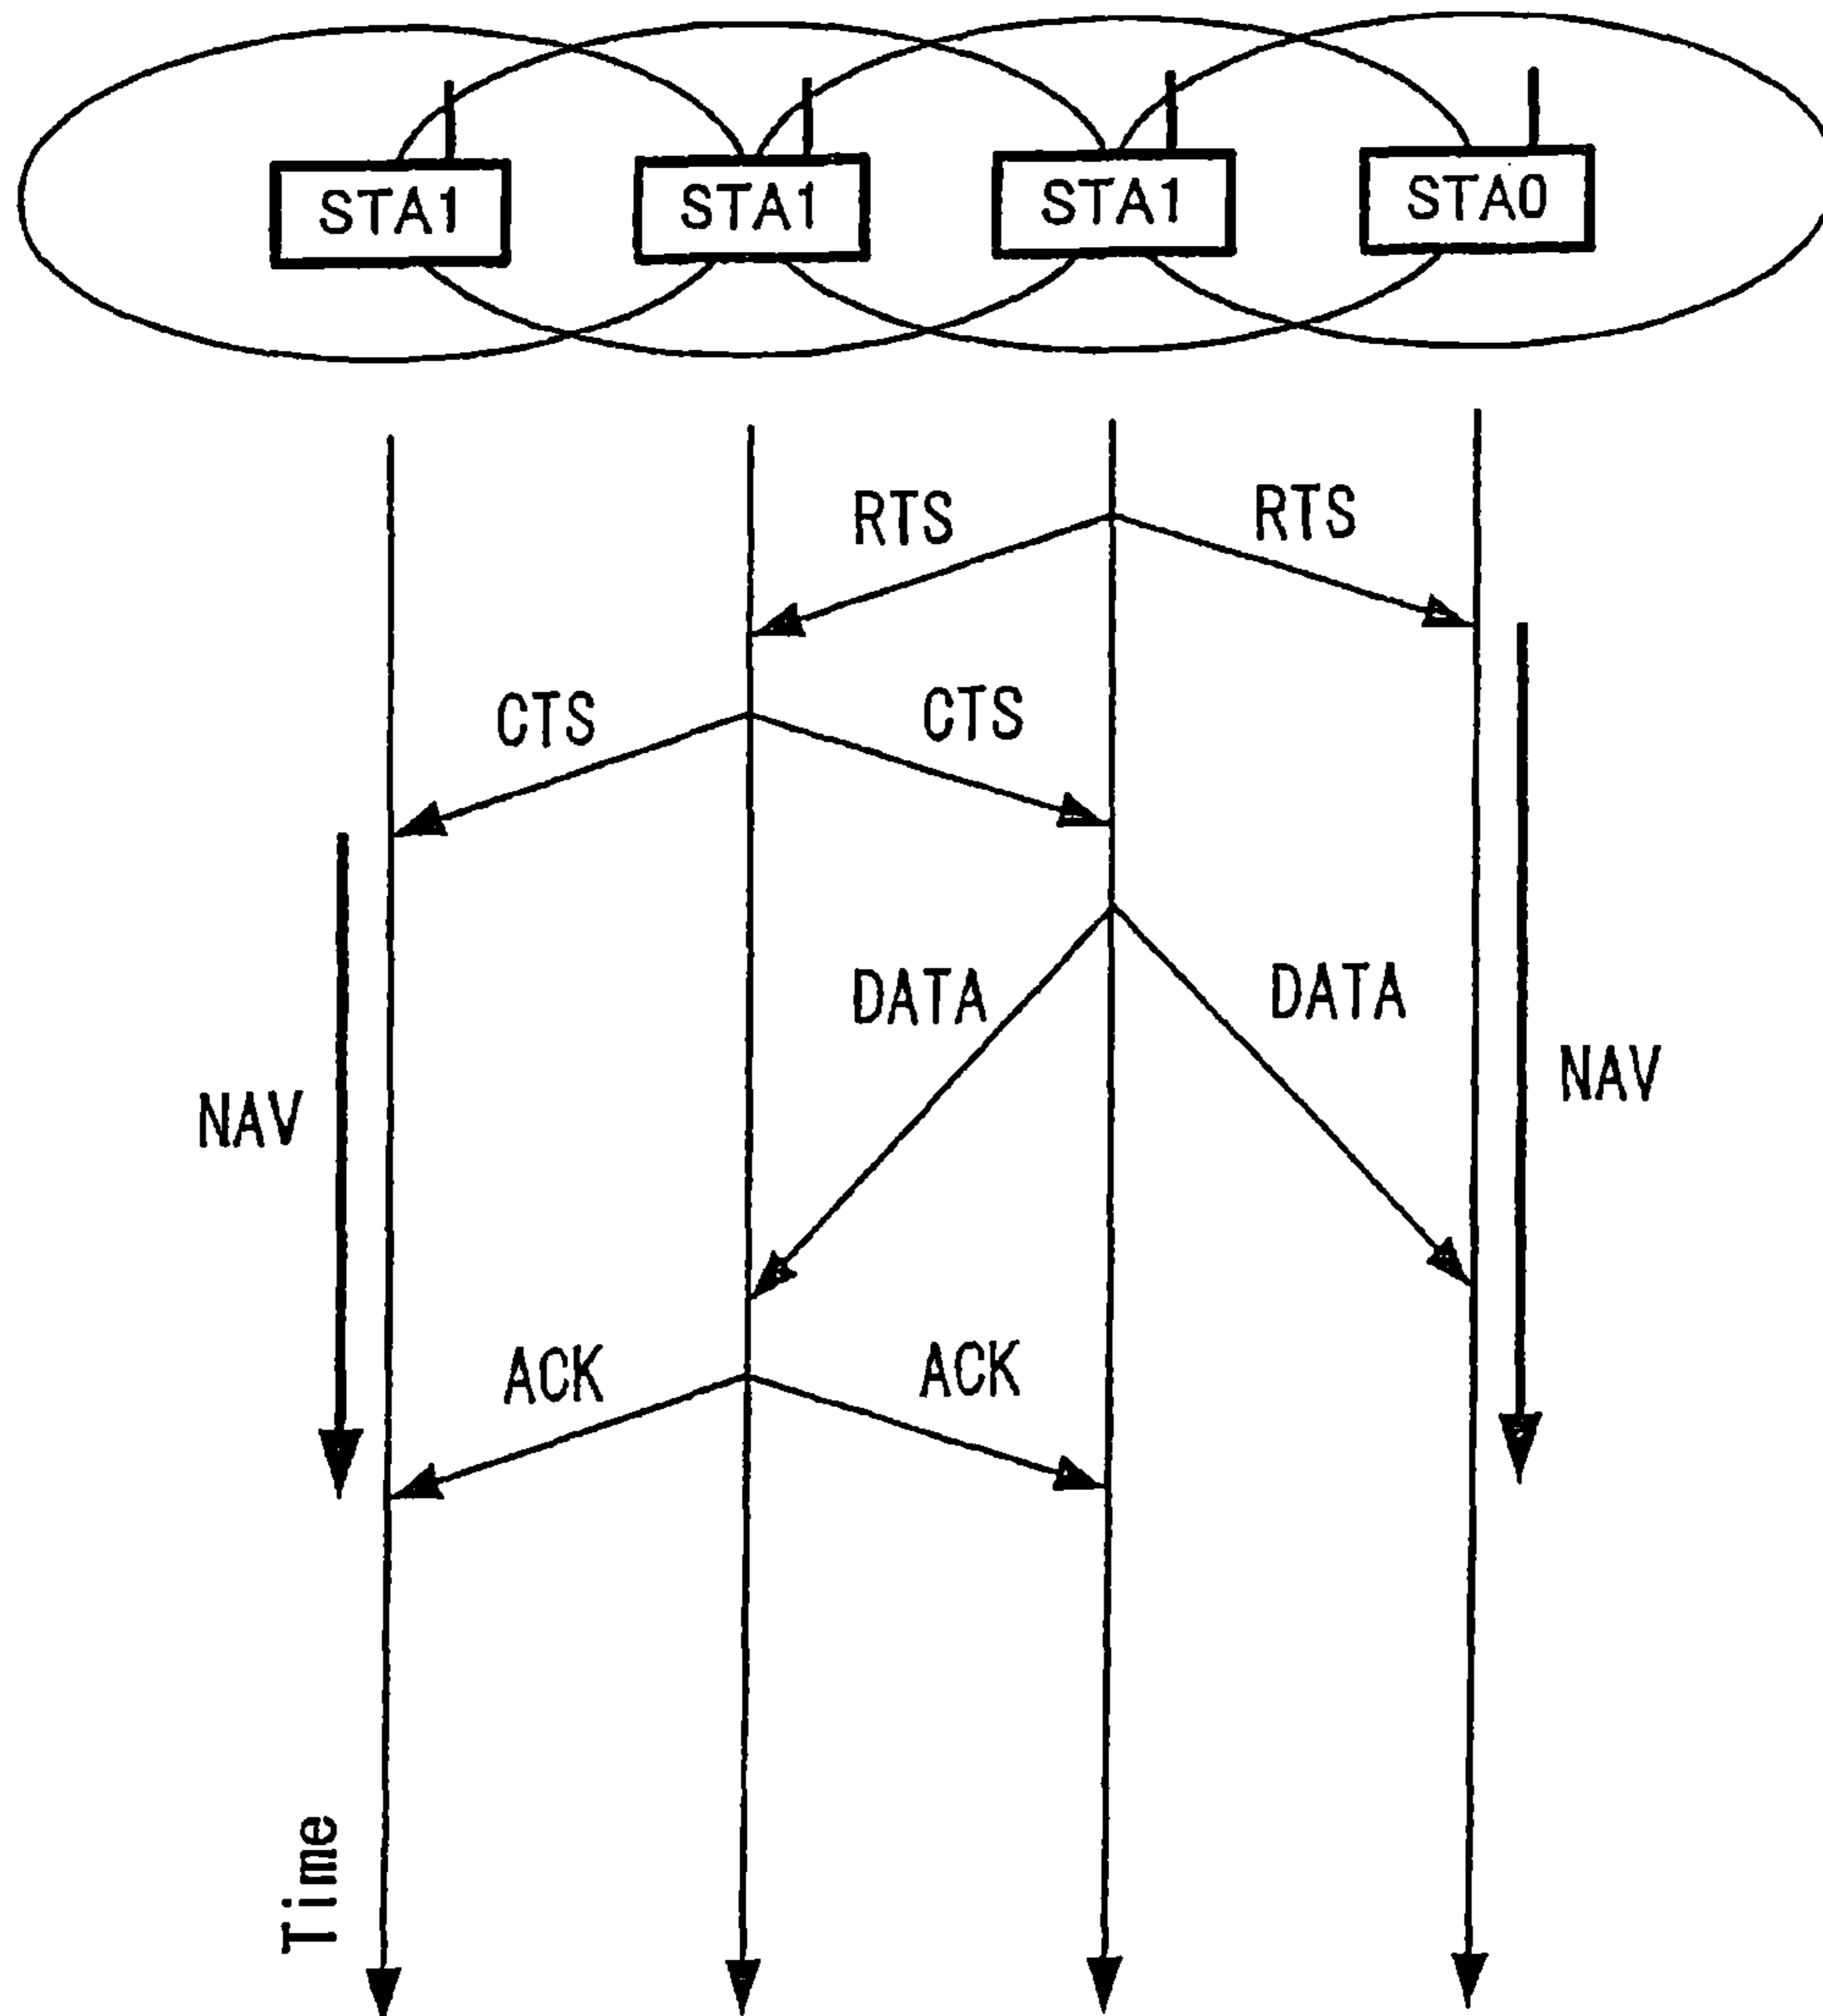 STA1 STA1 STA1 STA0
RTS RTS
CTS CTS
DATA DATA
NAV NAV
ACK ACK
Time